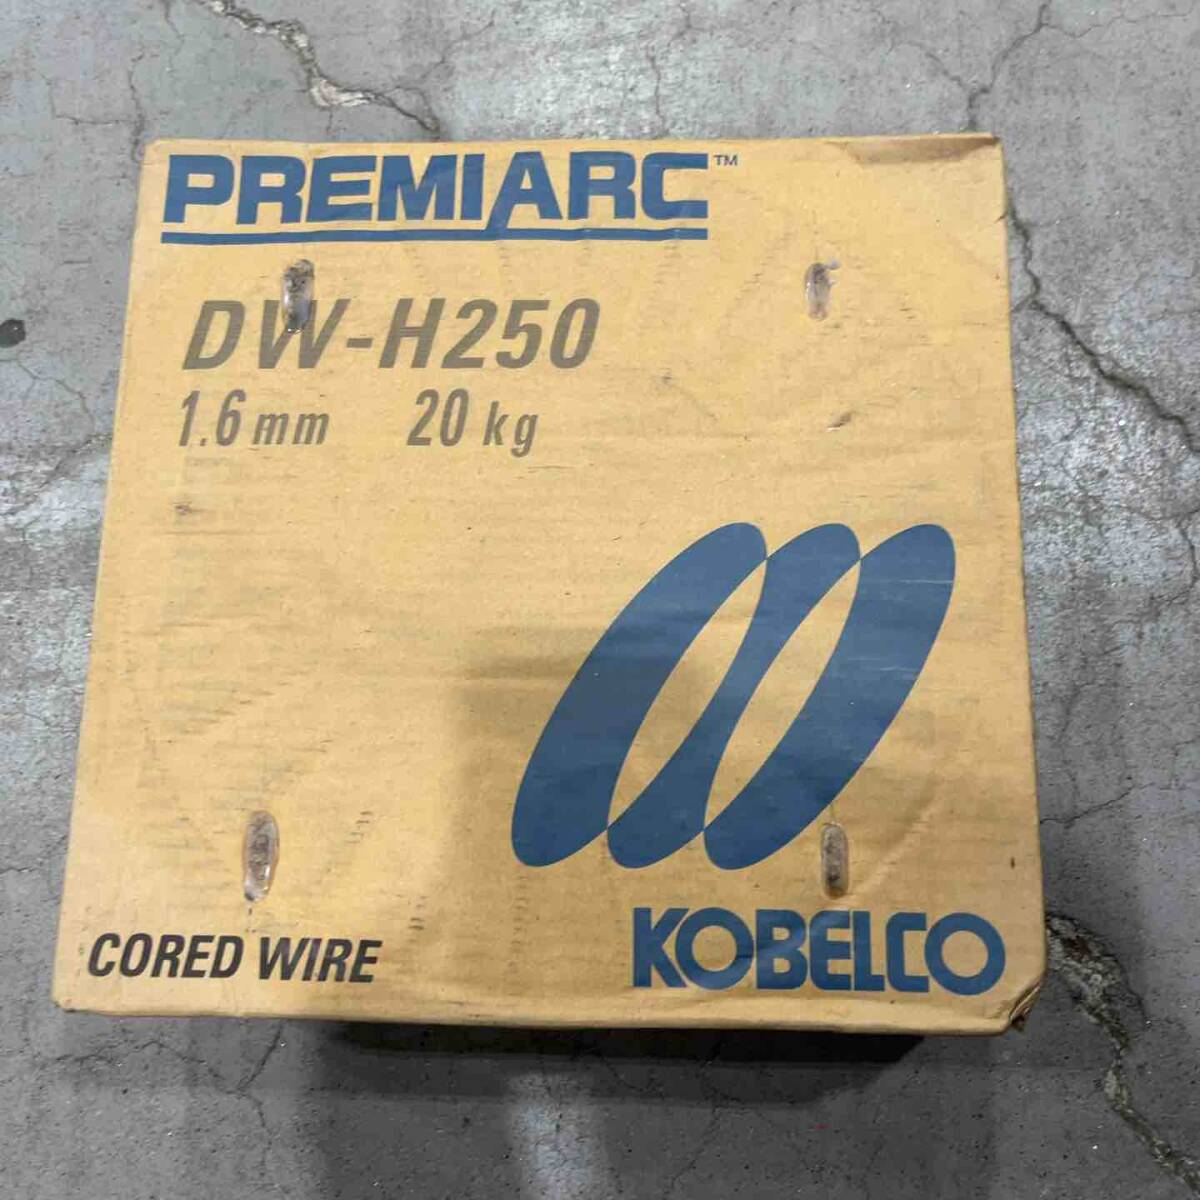 PREMIARC™
DW-H250
1.6 mm 20 kg
CORED WIRE
KOBELCO